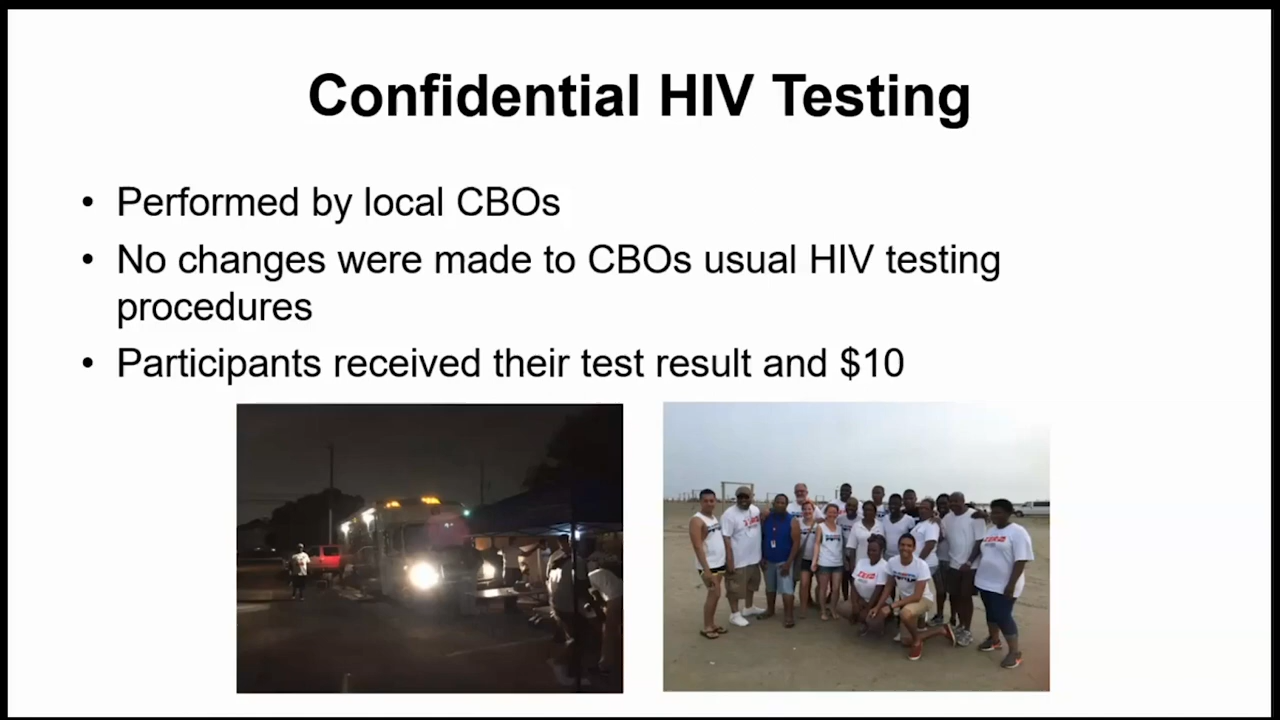 Confidential HIV Testing
• Performed by local CBOs
• No changes were made to CBOs usual HIV testing
procedures
• Participants received their test result and $10